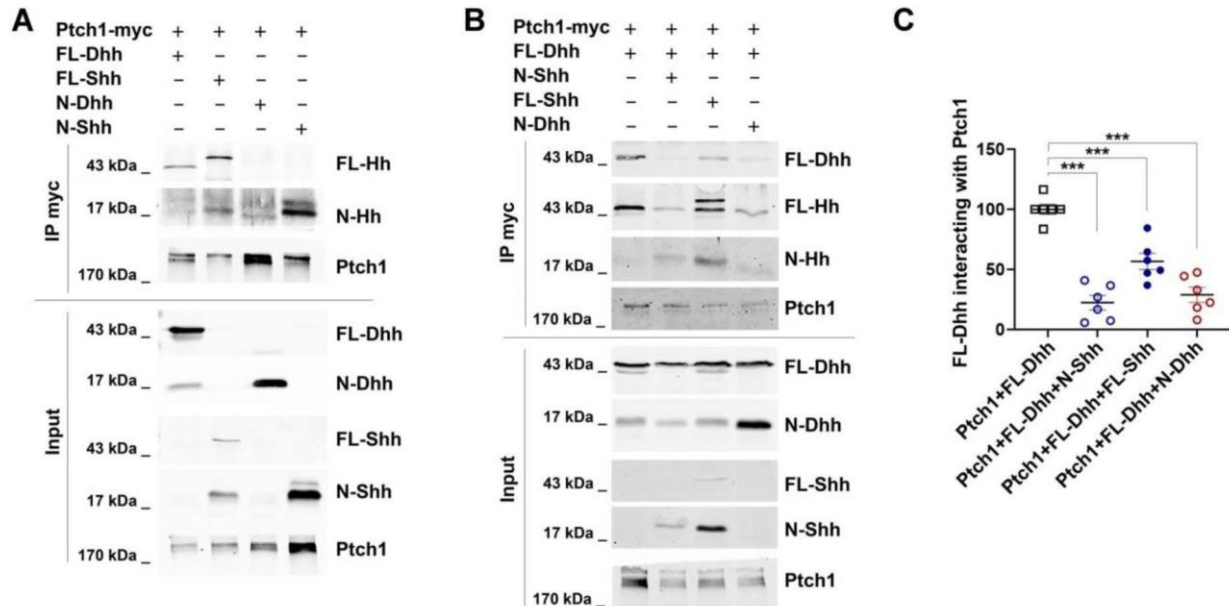 A
Ptch1-myc + + + +
FL-Dhh + – – –
FL-Shh – + – –
N-Dhh – – + –
N-Shh – – – +
IP myc
43 kDa _ FL-Hh
17 kDa _ N-Hh
Ptch1
170 kDa _
Input
43 kDa _ FL-Dhh
17 kDa _ N-Dhh
FL-Shh
43 kDa _
N-Shh
17 kDa _
Ptch1
170 kDa _
B
Ptch1-myc + + + +
FL-Dhh + + + +
N-Shh – + – –
FL-Shh – – + –
N-Dhh – – – +
IP myc
43 kDa _ FL-Dhh
43 kDa _ FL-Hh
N-Hh
17 kDa _
Ptch1
170 kDa _
Input
43 kDa _ FL-Dhh
17 kDa _ N-Dhh
FL-Shh
43 kDa _
N-Shh
17 kDa _
Ptch1
170 kDa _
C
FL-Dhh interacting with Ptch1
150
100
50
0
***
***
***
Ptch1+FL-Dhh
Ptch1+FL-Dhh+N-Shh
Ptch1+FL-Dhh+FL-Shh
Ptch1+FL-Dhh+N-Dhh